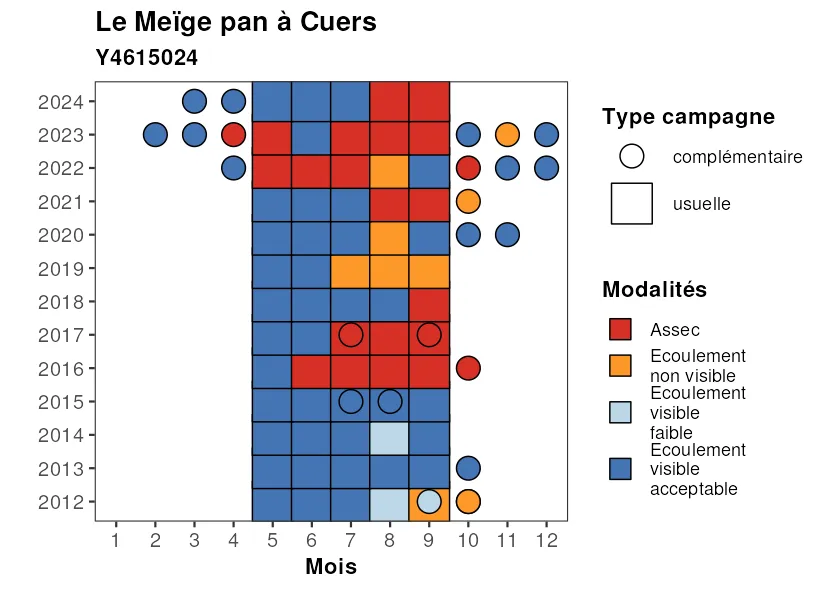 Le Meïge pan à Cuers
Y4615024
2024
2023
2022
2021
2020
2019
2018
2017
2016
2015
2014
2013
2012
1 2 3 4 5 6 7 8 9 10 11 12
Mois
Type campagne
complémentaire
usuelle
Modalités
Assec
Ecoulement
non visible
Ecoulement
visible
faible
Ecoulement
visible
acceptable